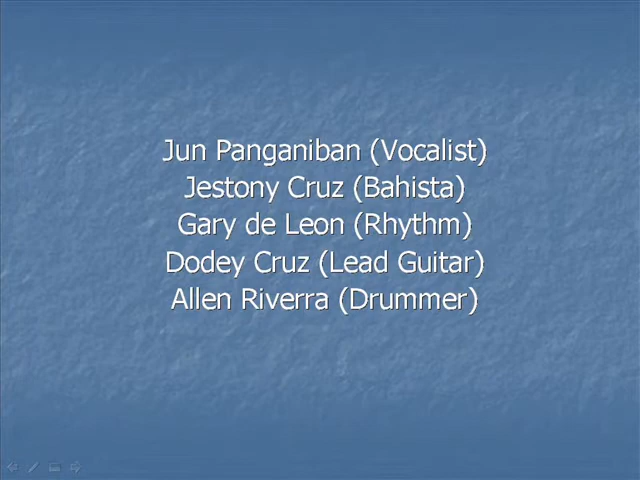 Jun Panganiban (Vocalist)
Jestony Cruz (Bahista)
Gary de Leon (Rhythm)
Dodey Cruz (Lead Guitar)
Allen Riverra (Drummer)